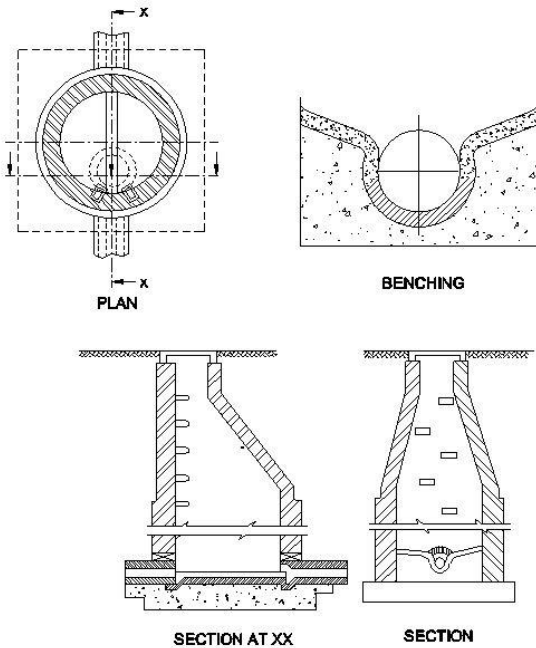 X
X
PLAN
BENCHING
SECTION AT XX
SECTION